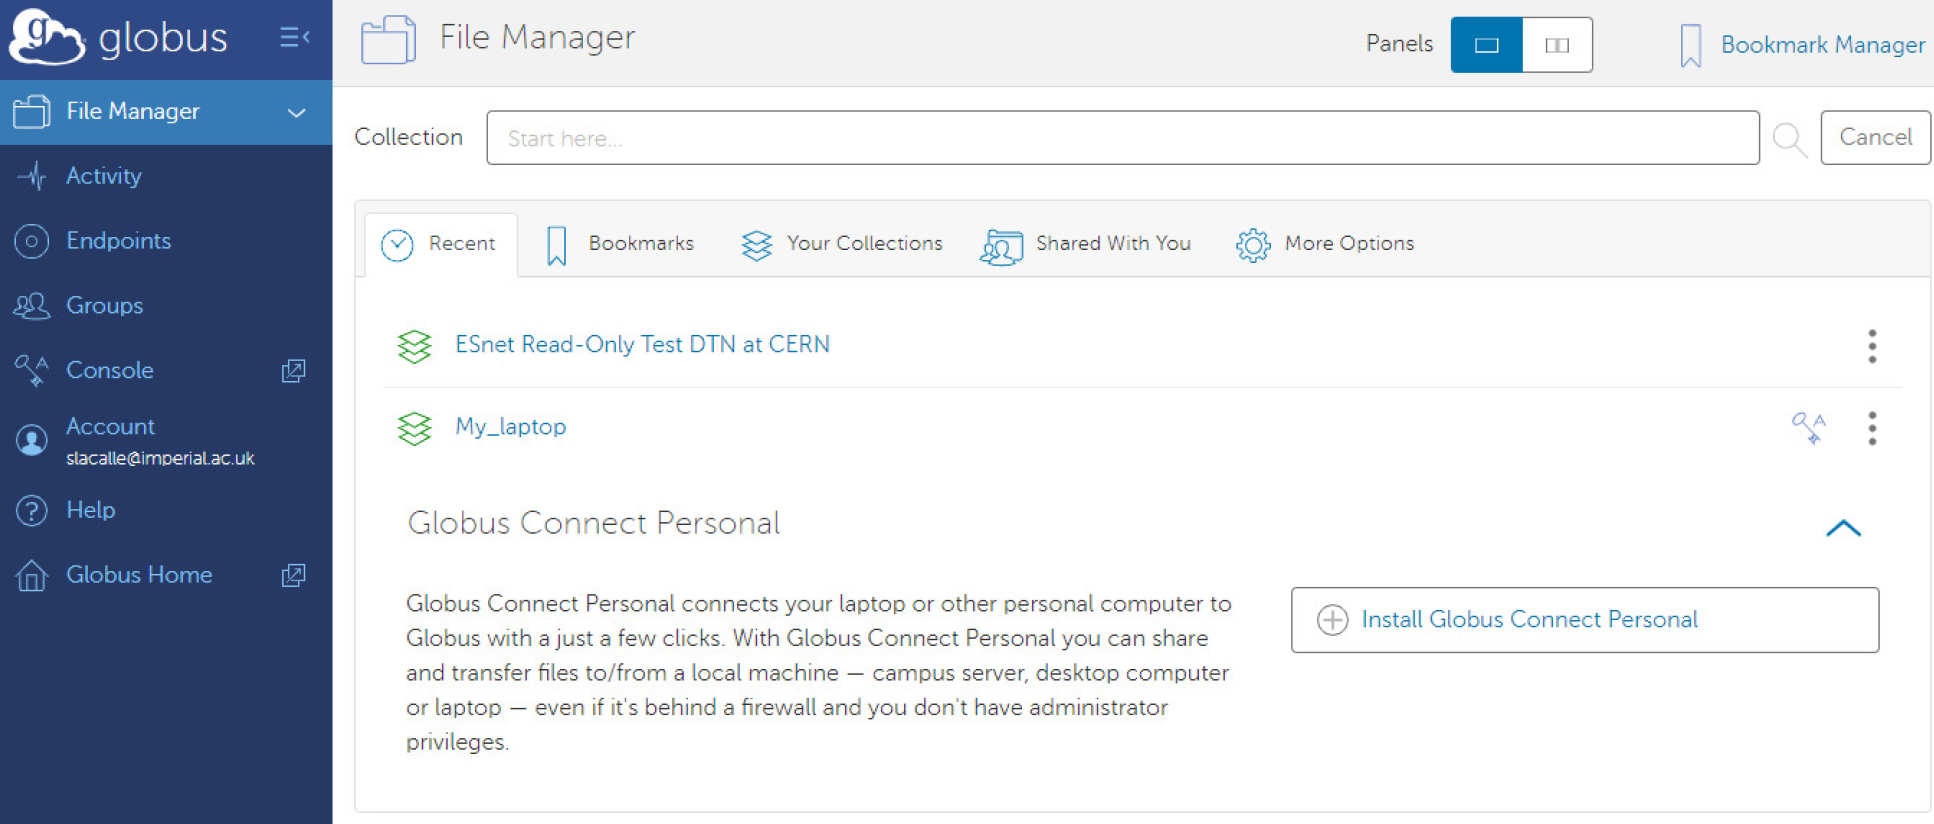 globus
File Manager
Activity
Endpoints
Groups
Console
Account
slacalle@imperial.ac.uk
Help
Globus Home
File Manager
Panels
Bookmark Manager
Collection
Start here...
Cancel
Recent
Bookmarks
Your Collections
Shared With You
More Options
ESnet Read-Only Test DTN at CERN
My_laptop
Globus Connect Personal
Globus Connect Personal connects your laptop or other personal computer to
Globus with a just a few clicks. With Globus Connect Personal you can share
and transfer files to/from a local machine — campus server, desktop computer
or laptop — even if it's behind a firewall and you don't have administrator
privileges.
Install Globus Connect Personal